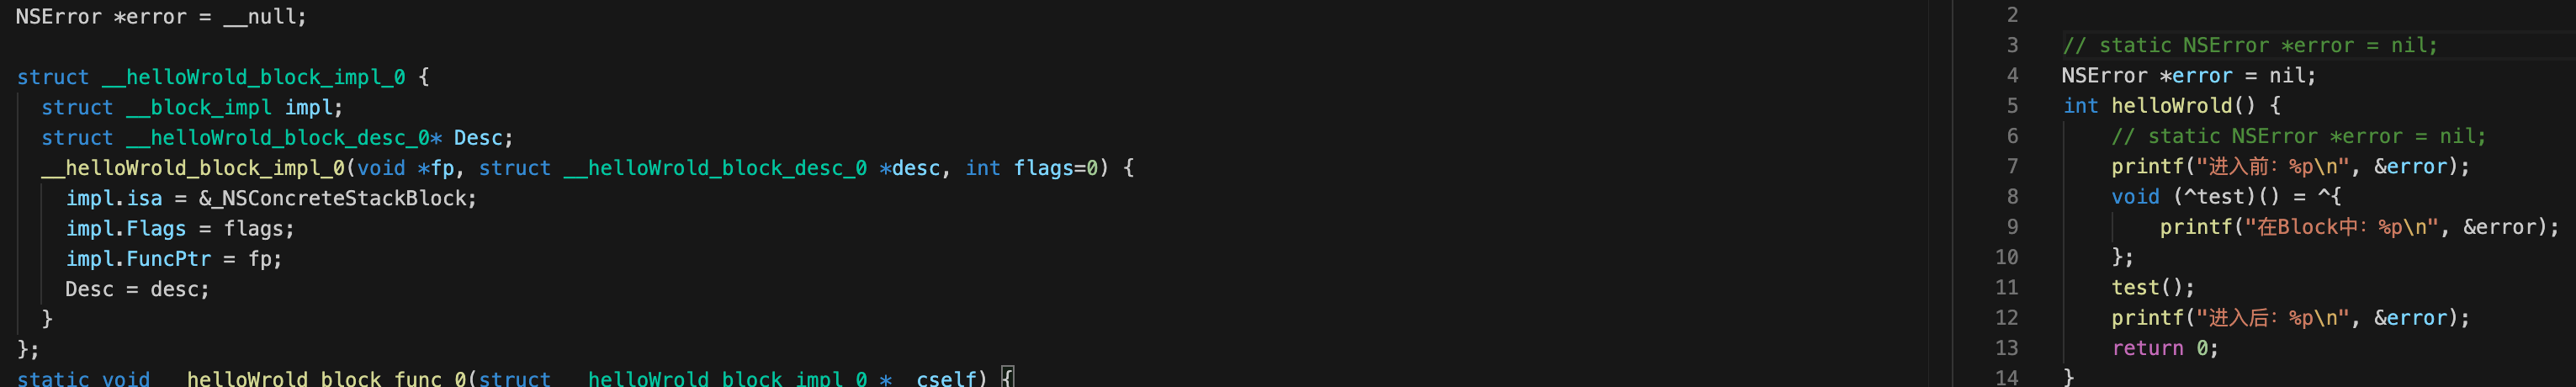 NSError *error = __null;
struct __helloWrold_block_impl_0 {
struct __block_impl impl;
struct __helloWrold_block_desc_0* Desc;
__helloWrold_block_impl_0(void *fp, struct __helloWrold_block_desc_0 *desc, int flags=0) {
impl.isa = &_NSConcreteStackBlock;
impl.Flags = flags;
impl.FuncPtr = fp;
Desc = desc;
}
};
static void __helloWrold_block_func_0(struct __helloWrold_block_impl_0 *__cself) {
2
3 // static NSError *error = nil;
4 NSError *error = nil;
5 int helloWrold() {
6 // static NSError *error = nil;
7 printf("进入前: %p\n", &error);
8 void (^test)() = ^{
9 printf("在Block中: %p\n", &error);
10 };
11 test();
12 printf("进入后: %p\n", &error);
13 return 0;
14 }